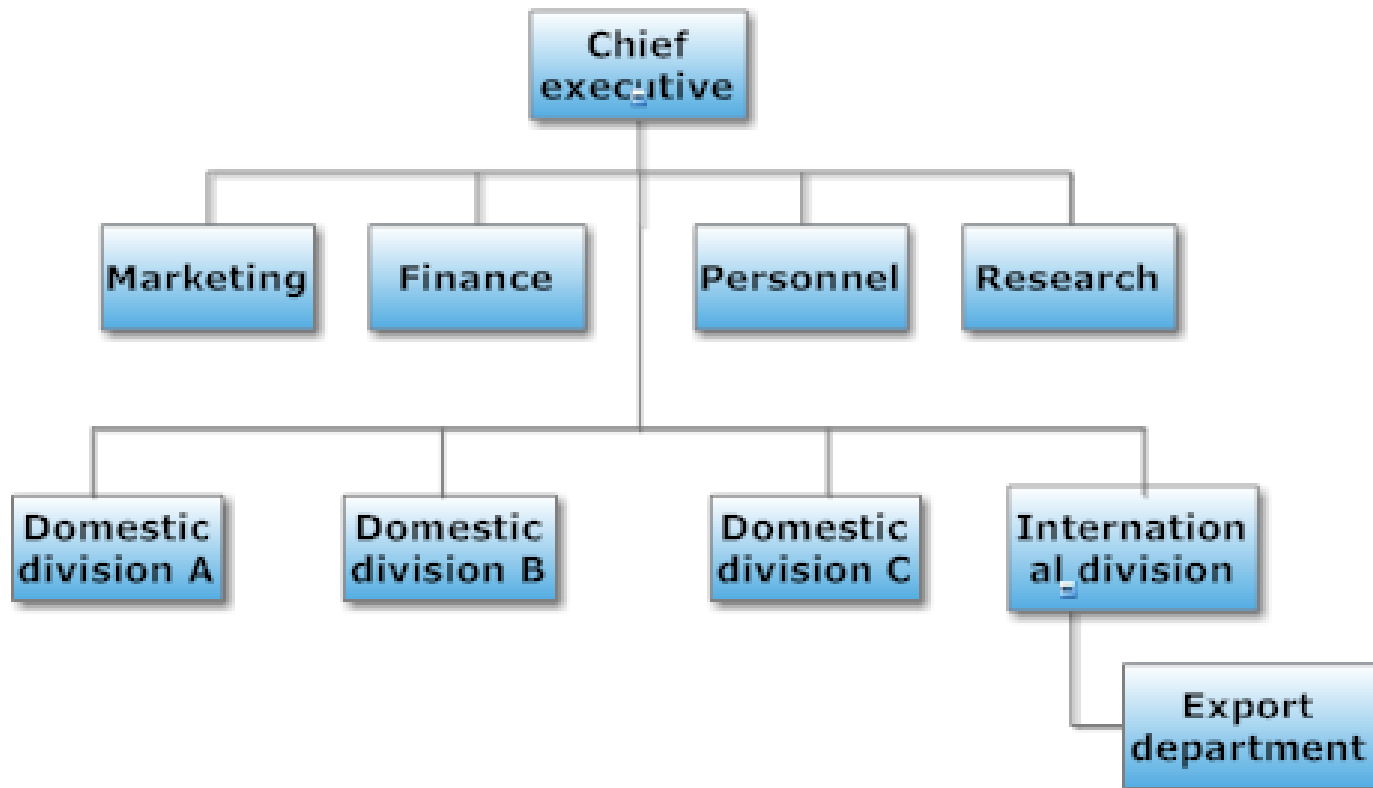 Chief
executive
Marketing
Finance
Personnel
Research
Domestic
division A
Domestic
division B
Domestic
division C
Internation
al division
Export
department